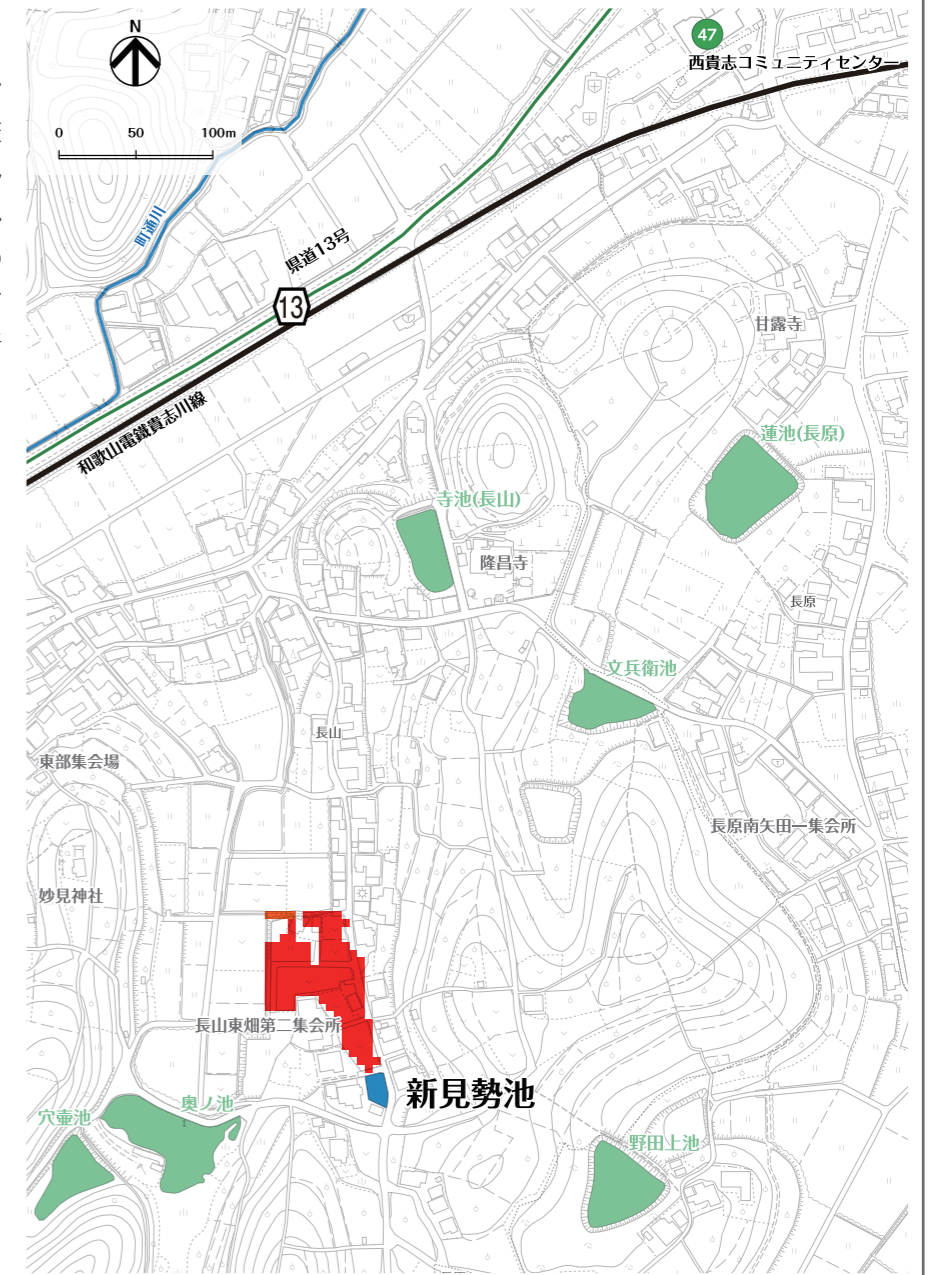 N
0 50 100m
47
西貴志コミュニティセンター
町通川
県道13号
13
和歌山電鐵貴志川線
甘露寺
蓮池(長原)
寺池(長山)
隆昌寺
長原
文兵衛池
長山
東部集会場
長原南矢田一集会所
妙見神社
長山東畑第二集会所
新見勢池
奥ノ池
穴壷池
野田上池